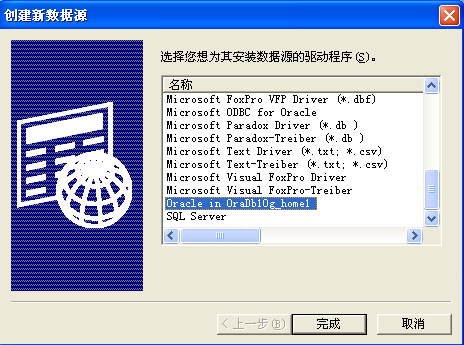 创建新数据源
选择您想为其安装数据源的驱动程序(S)。
名称
Microsoft FoxPro VFP Driver (*.dbf)
Microsoft ODBC for Oracle
Microsoft Paradox Driver (*.db )
Microsoft Paradox-Treiber (*.db )
Microsoft Text Driver (*.txt; *.csv)
Microsoft Text-Treiber (*.txt; *.csv)
Microsoft Visual FoxPro Driver
Microsoft Visual FoxPro-Treiber
Oracle in OraDb10g_home1
SQL Server
< 上一步(B) 完成 取消